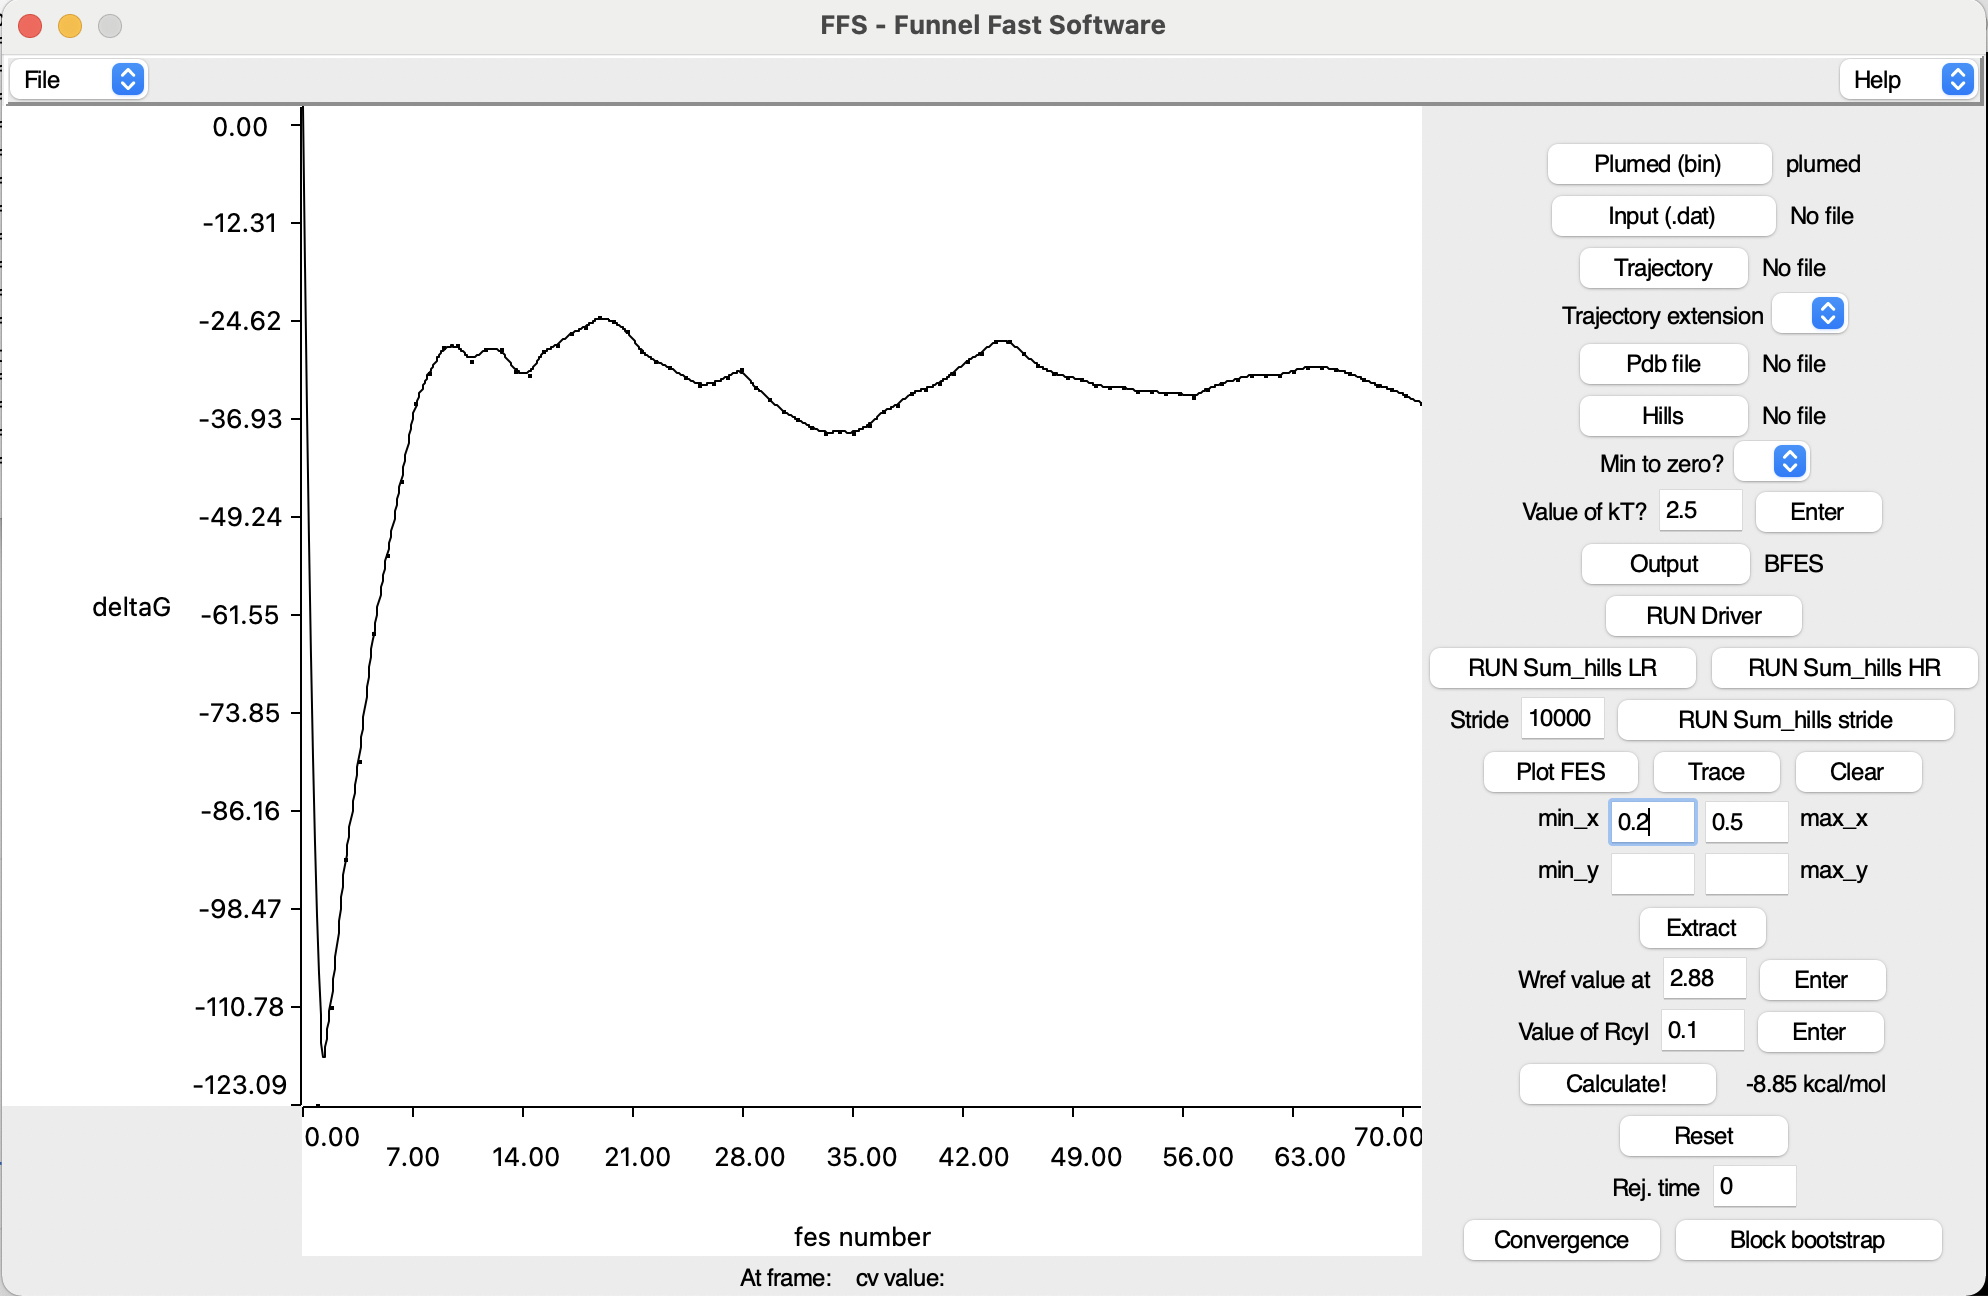 FFS - Funnel Fast Software
File
Help
0.00
-12.31
-24.62
-36.93
-49.24
-61.55
-73.85
-86.16
-98.47
-110.78
-123.09
deltaG
0.00
7.00
14.00
21.00
28.00
35.00
42.00
49.00
56.00
63.00
70.00
fes number
At frame: cv value:
Plumed (bin) plumed
Input (.dat) No file
Trajectory No file
Trajectory extension
Pdb file No file
Hills No file
Min to zero?
Value of kT? 2.5 Enter
Output BFES
RUN Driver
RUN Sum_hills LR RUN Sum_hills HR
Stride 10000 RUN Sum_hills stride
Plot FES Trace Clear
min_x 0.2 0.5 max_x
min_y max_y
Extract
Wref value at 2.88 Enter
Value of Rcyl 0.1 Enter
Calculate! -8.85 kcal/mol
Reset
Rej. time 0
Convergence Block bootstrap